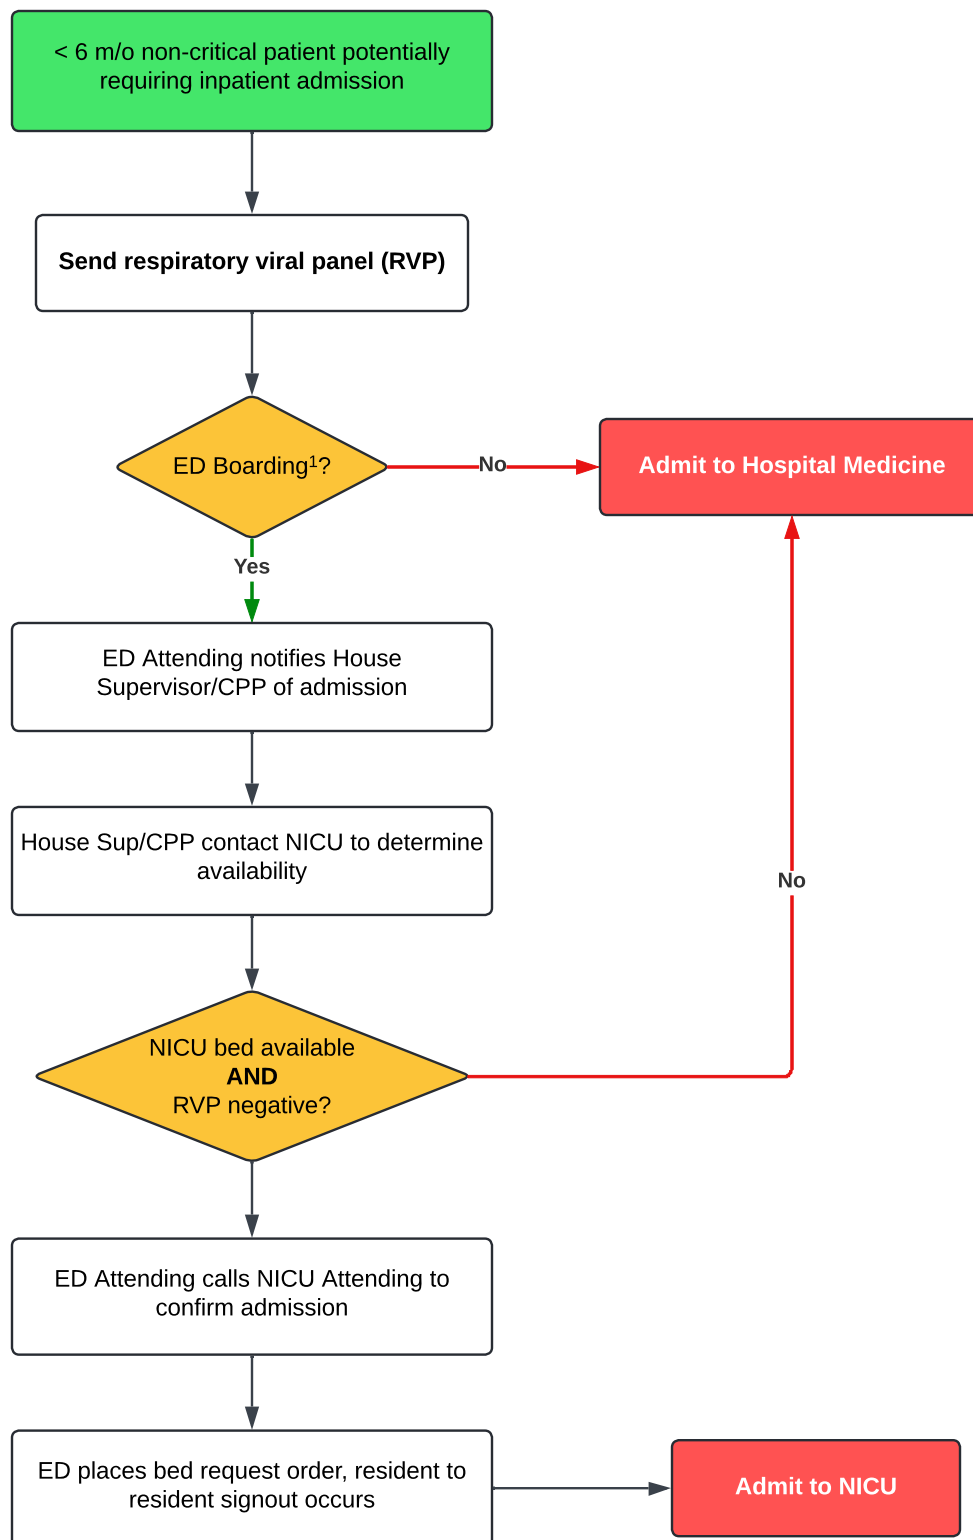 < 6 m/o non-critical patient potentially
requiring inpatient admission
Send respiratory viral panel (RVP)
ED Boarding¹?
No
Admit to Hospital Medicine
Yes
ED Attending notifies House
Supervisor/CPP of admission
House Sup/CPP contact NICU to determine
availability
No
NICU bed available
AND
RVP negative?
ED Attending calls NICU Attending to
confirm admission
ED places bed request order, resident to
resident signout occurs
Admit to NICU